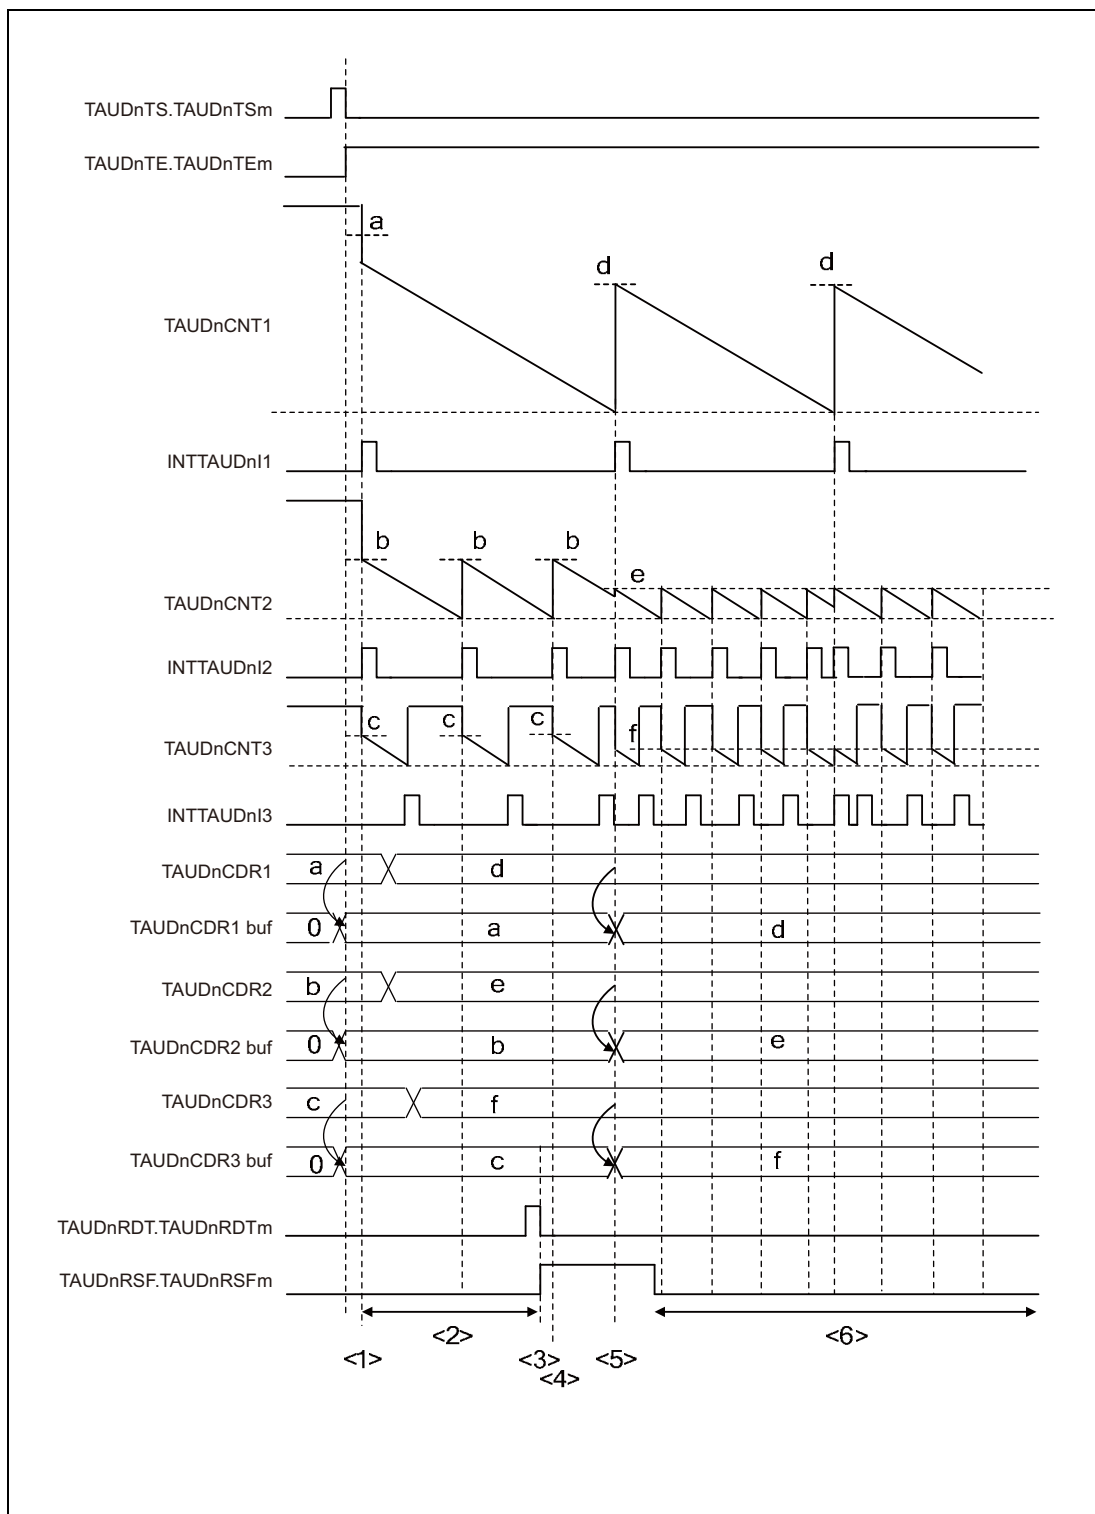 TAUDnTS.TAUDnTSm
TAUDnTE.TAUDnTEm
a
d
d
TAUDnCNT1
INTTAUDnI1
b b b
e
TAUDnCNT2
INTTAUDnI2
c c c
f
TAUDnCNT3
INTTAUDnI3
TAUDnCDR1 a d
TAUDnCDR1 buf 0 a d
TAUDnCDR2 b e
TAUDnCDR2 buf 0 b e
TAUDnCDR3 c f
TAUDnCDR3 buf 0 c f
TAUDnRDT.TAUDnRDTm
TAUDnRSF.TAUDnRSFm
<2> <6>
<1> <3> <5>
<4>